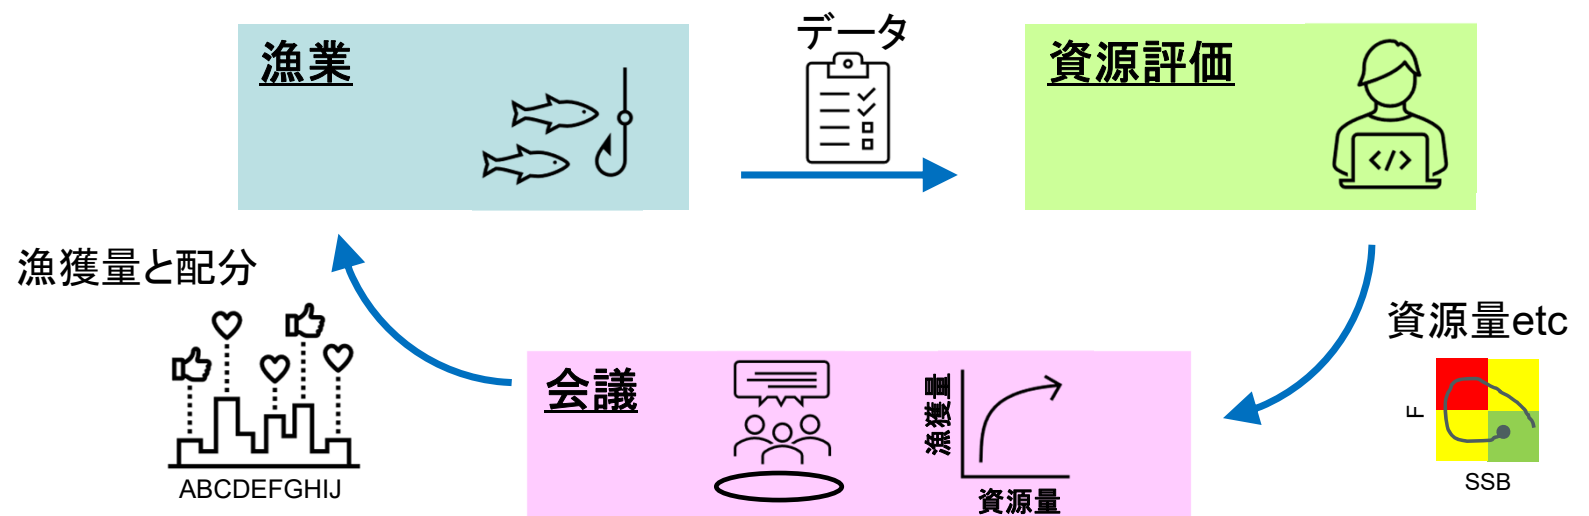 漁業
データ
資源評価
</>
漁獲量と配分
ABCDEFGHIJ
会議
漁獲量
資源量
資源量etc
F
SSB